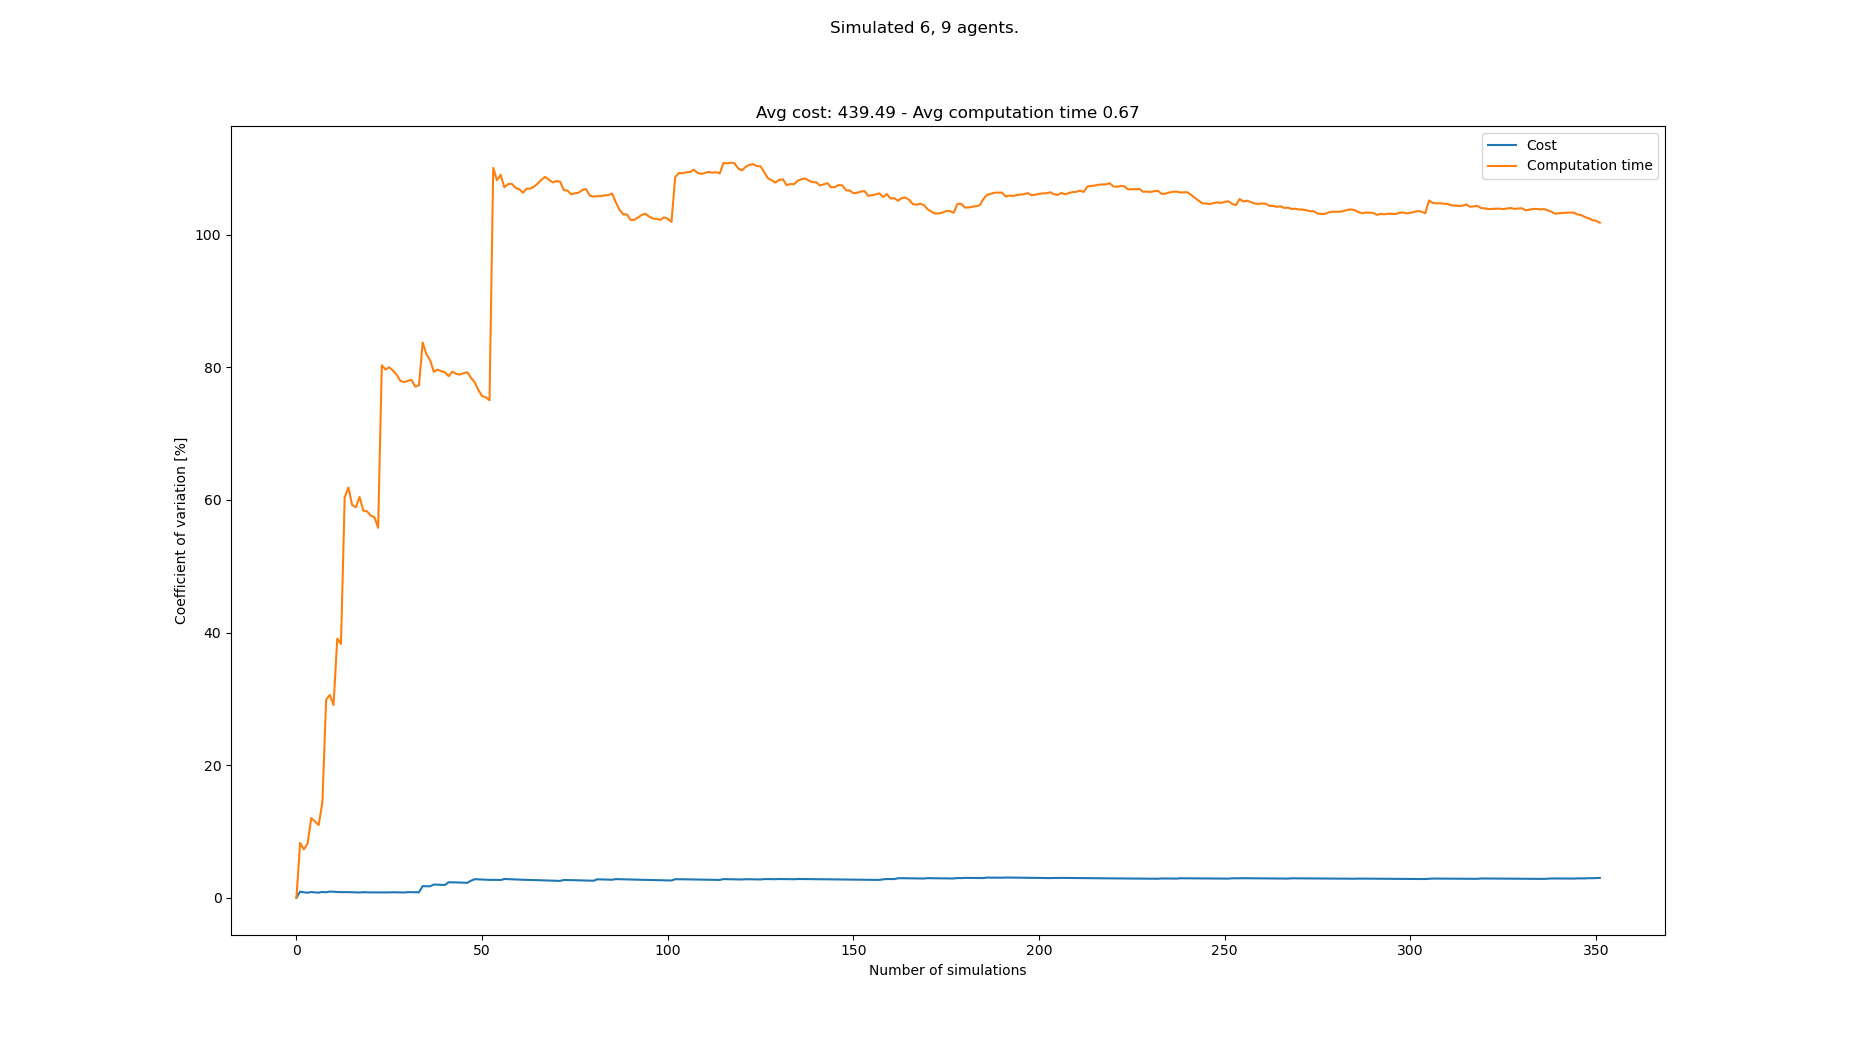 Simulated 6, 9 agents.
Avg cost: 439.49 - Avg computation time 0.67
Cost
Computation time
Coefficient of variation [%]
100
80
60
40
20
0
0 50 100 150 200 250 300 350
Number of simulations